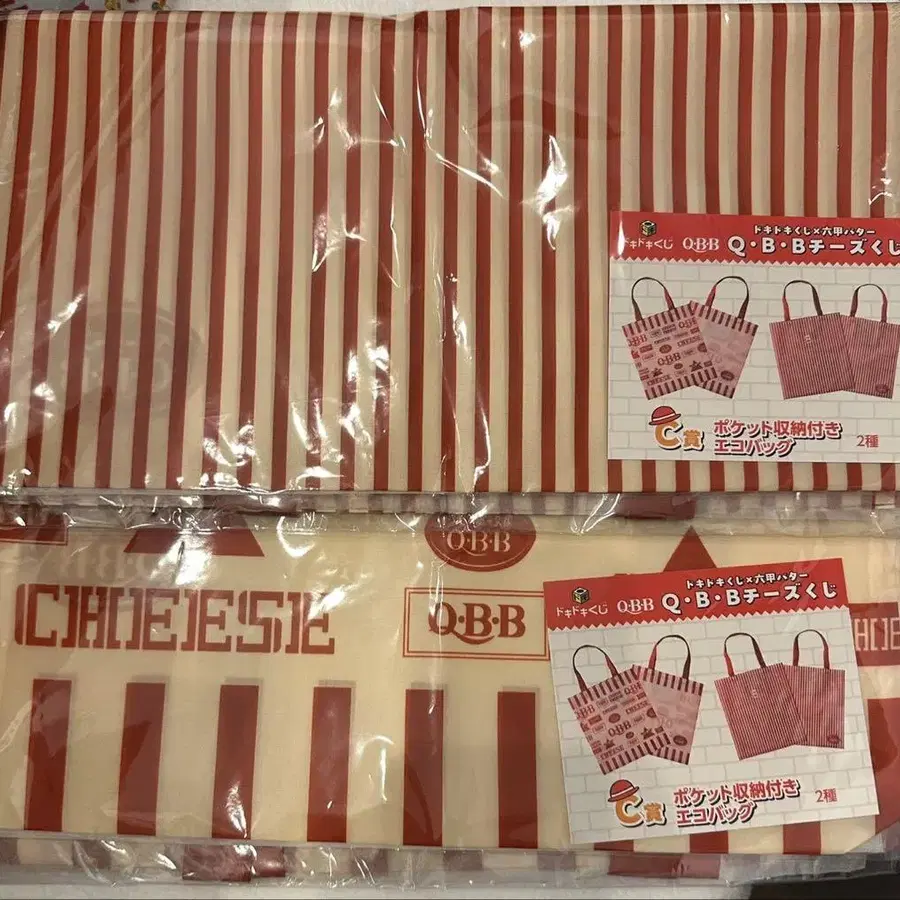 ドキドキくじ×六甲バター
ドキドキくじ Q・B・B Q・B・Bチーズくじ
Q・B・B
CHEESE
C賞 ポケット収納付き
エコバッグ 2種
Q・B・B
CHEESE Q・B・B
ドキドキくじ×六甲バター
ドキドキくじ Q・B・B Q・B・Bチーズくじ
Q・B・B
CHEESE
C賞 ポケット収納付き
エコバッグ 2種